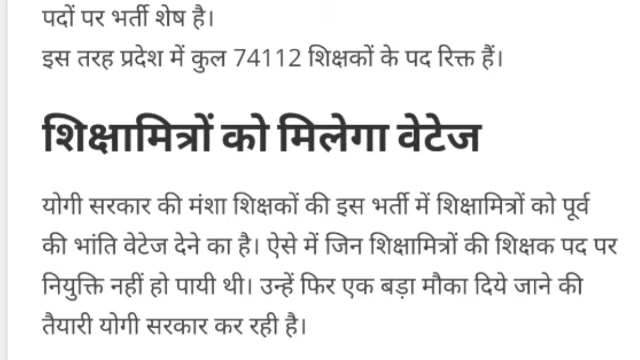 पदों पर भर्ती शेष है।
इस तरह प्रदेश में कुल 74112 शिक्षकों के पद रिक्त हैं।
शिक्षामित्रों को मिलेगा वेटेज
योगी सरकार की मंशा शिक्षकों की इस भर्ती में शिक्षामित्रों को पूर्व
की भांति वेटेज देने का है। ऐसे में जिन शिक्षामित्रों की शिक्षक पद पर
नियुक्ति नहीं हो पायी थी। उन्हें फिर एक बड़ा मौका दिये जाने की
तैयारी योगी सरकार कर रही है।